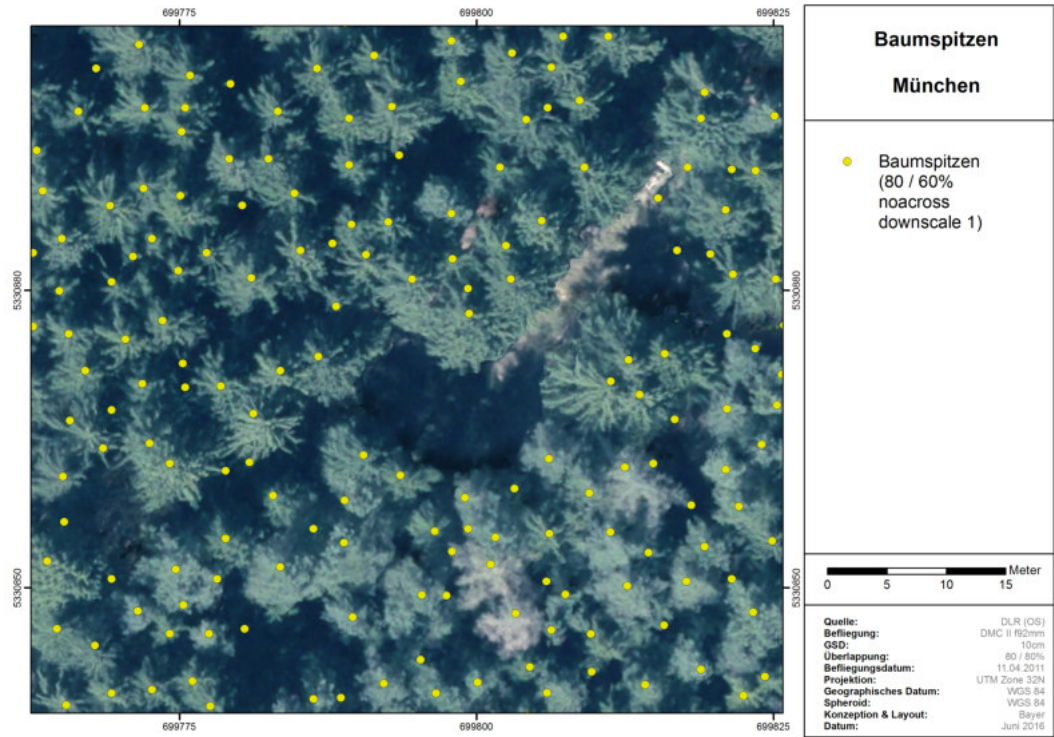 699775
699800
699825
5330880
5330880
5330850
5330850
699775
699800
699825
Baumspitzen
München
Baumspitzen
(80 / 60%
noacross
downscale 1)
Meter
0 5 10 15
Quelle: DLR (OS)
Befliegung: DMC II f92mm
GSD: 10cm
Überlappung: 80 / 80%
Befliegungsdatum: 11.04.2011
Projektion: UTM Zone 32N
Geographisches Datum: WGS 84
Spheroid: WGS 84
Konzeption & Layout: Bayer
Datum: Juni 2016